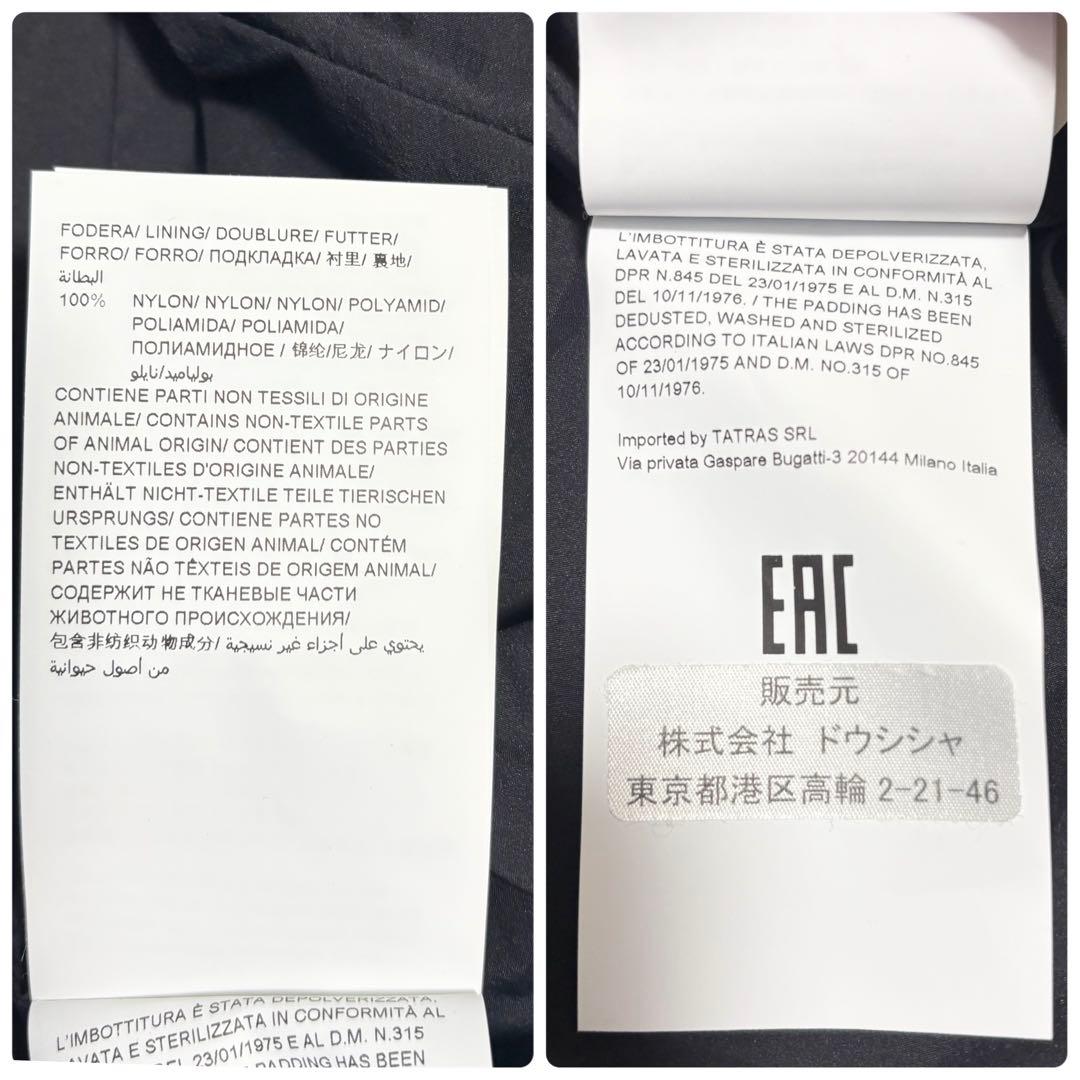 FODERA/ LINING/ DOUBLURE/ FUTTER/
FORRO/ FORRO/ ПОДКЛАДКА/ 衬里/ 裏地/
البطانة
100% NYLON/ NYLON/ NYLON/ POLYAMID/
POLIAMIDA/ POLIAMIDA/
ПОЛИАМИДНОЕ / 锦纶/尼龙/ ナイロン/
بولياميد/نايلو
CONTIENE PARTI NON TESSILI DI ORIGINE
ANIMALE/ CONTAINS NON-TEXTILE PARTS
OF ANIMAL ORIGIN/ CONTIENT DES PARTIES
NON-TEXTILES D'ORIGINE ANIMALE/
ENTHÄLT NICHT-TEXTILE TEILE TIERISCHEN
URSPRUNGS/ CONTIENE PARTES NO
TEXTILES DE ORIGEN ANIMAL/ CONTÉM
PARTES NÃO TÊXTEIS DE ORIGEM ANIMAL/
СОДЕРЖИТ НЕ ТКАНЕВЫЕ ЧАСТИ
ЖИВОТНОГО ПРОИСХОЖДЕНИЯ/
包含非纺织动物成分/ يحتوي على أجزاء غير نسيجية
من أصول حيوانية
L'IMBOTTITURA È STATA DEPOLVERIZZATA,
LAVATA E STERILIZZATA IN CONFORMITÀ AL
23/01/1975 E AL D.M. N.315
PADDING HAS BEEN
L'IMBOTTITURA È STATA DEPOLVERIZZATA,
LAVATA E STERILIZZATA IN CONFORMITÀ AL
DPR N.845 DEL 23/01/1975 E AL D.M. N.315
DEL 10/11/1976. / THE PADDING HAS BEEN
DEDUSTED, WASHED AND STERILIZED
ACCORDING TO ITALIAN LAWS DPR NO.845
OF 23/01/1975 AND D.M. NO.315 OF
10/11/1976.
Imported by TATRAS SRL
Via privata Gaspare Bugatti-3 20144 Milano Italia
EAC
販売元
株式会社 ドウシシャ
東京都港区高輪 2-21-46